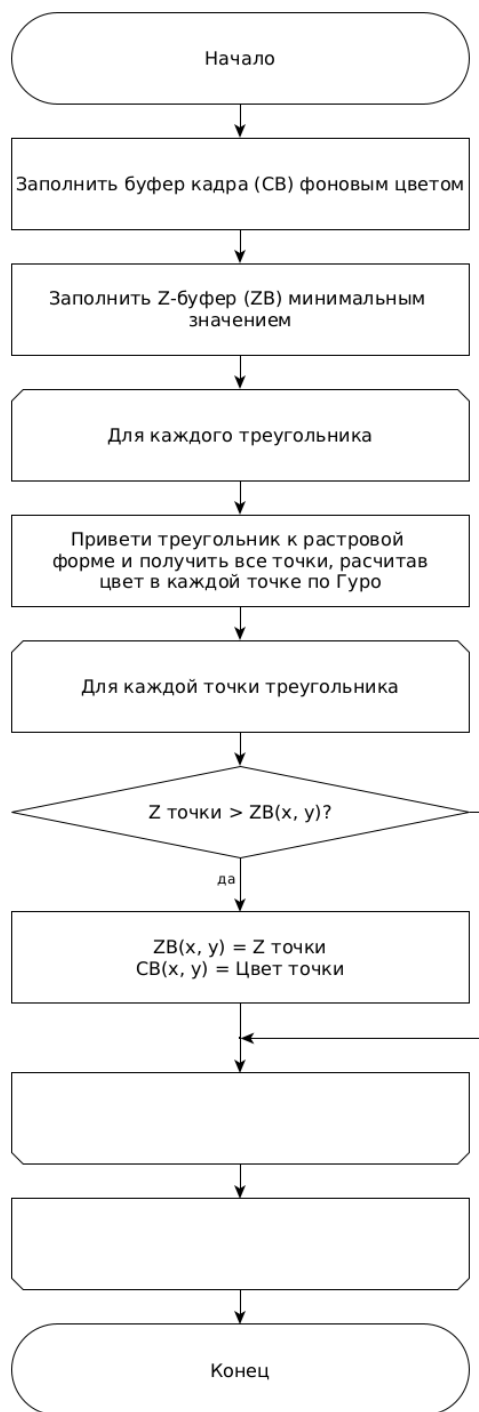 Начало
Заполнить буфер кадра (CB) фоновым цветом
Заполнить Z-буфер (ZB) минимальным
значением
Для каждого треугольника
Привети треугольник к растровой
форме и получить все точки, расчитав
цвет в каждой точке по Гуро
Для каждой точки треугольника
Z точки > ZB(x, y)?
да
ZB(x, y) = Z точки
CB(x, y) = Цвет точки
Конец